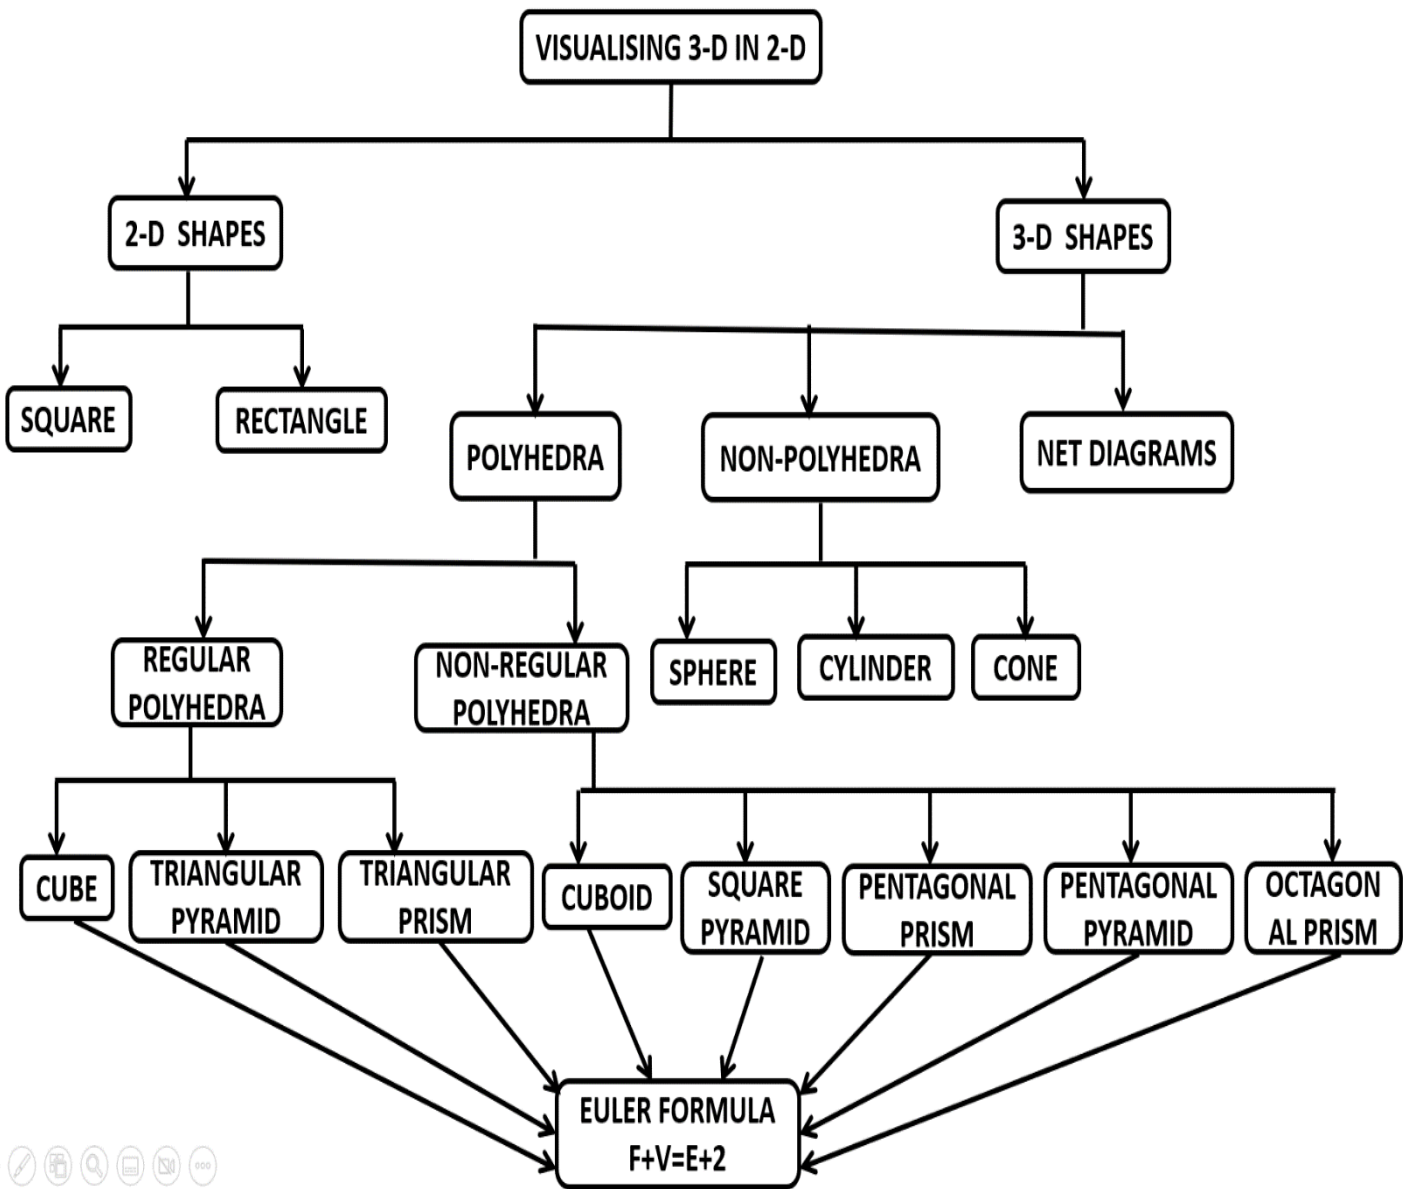 VISUALISING 3-D IN 2-D
2-D SHAPES
3-D SHAPES
SQUARE
RECTANGLE
POLYHEDRA
NON-POLYHEDRA
NET DIAGRAMS
REGULAR
POLYHEDRA
NON-REGULAR
POLYHEDRA
SPHERE
CYLINDER
CONE
CUBE
TRIANGULAR
PYRAMID
TRIANGULAR
PRISM
CUBOID
SQUARE
PYRAMID
PENTAGONAL
PRISM
PENTAGONAL
PYRAMID
OCTAGON
AL PRISM
EULER FORMULA
F+V=E+2